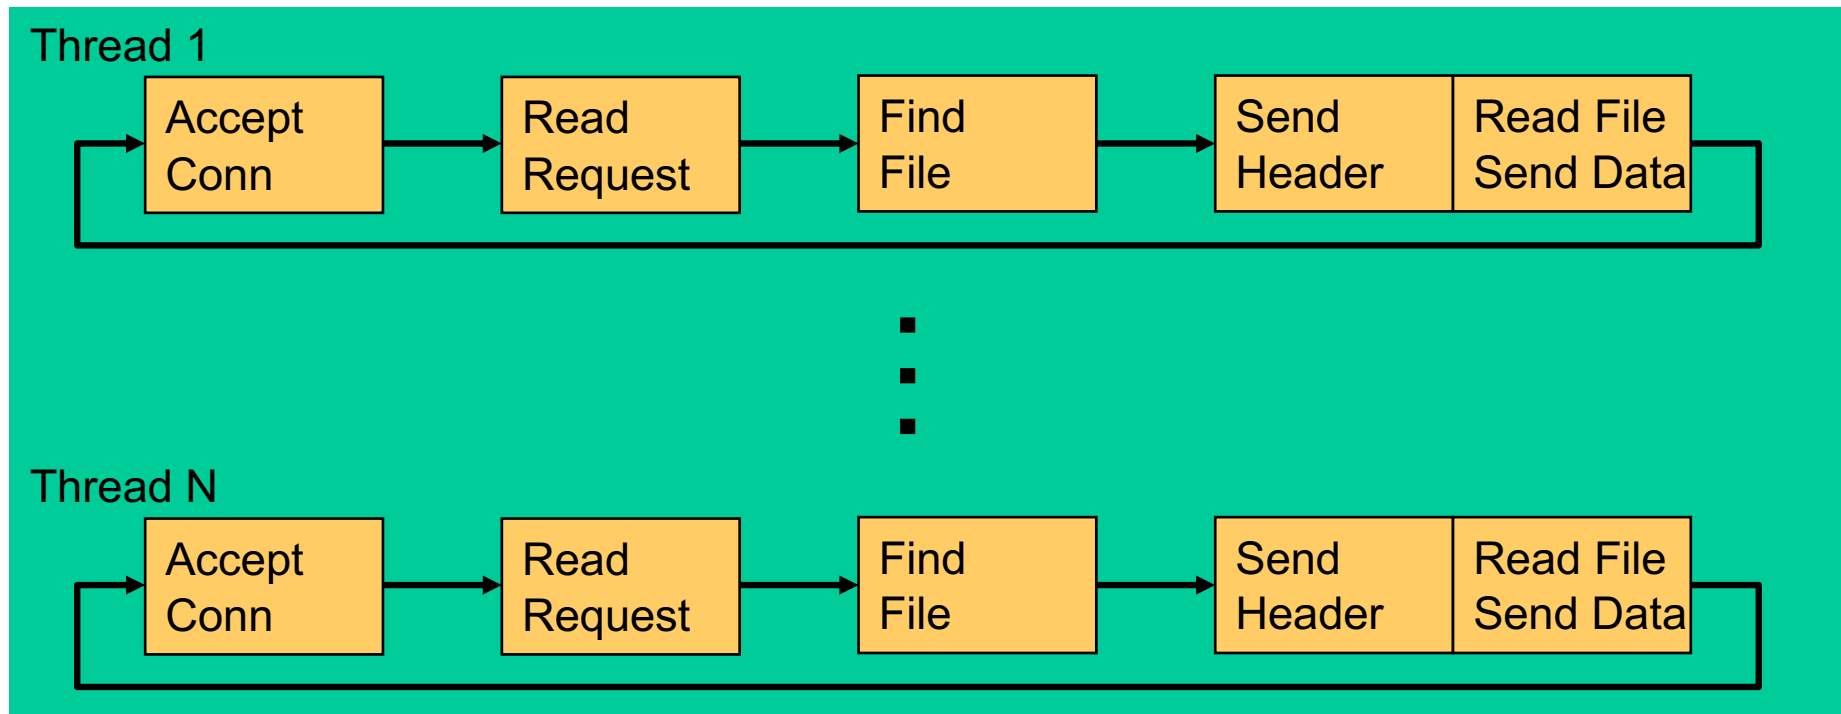 Thread 1
Accept
Conn
Read
Request
Find
File
Send
Header
Read File
Send Data
Thread N
Accept
Conn
Read
Request
Find
File
Send
Header
Read File
Send Data